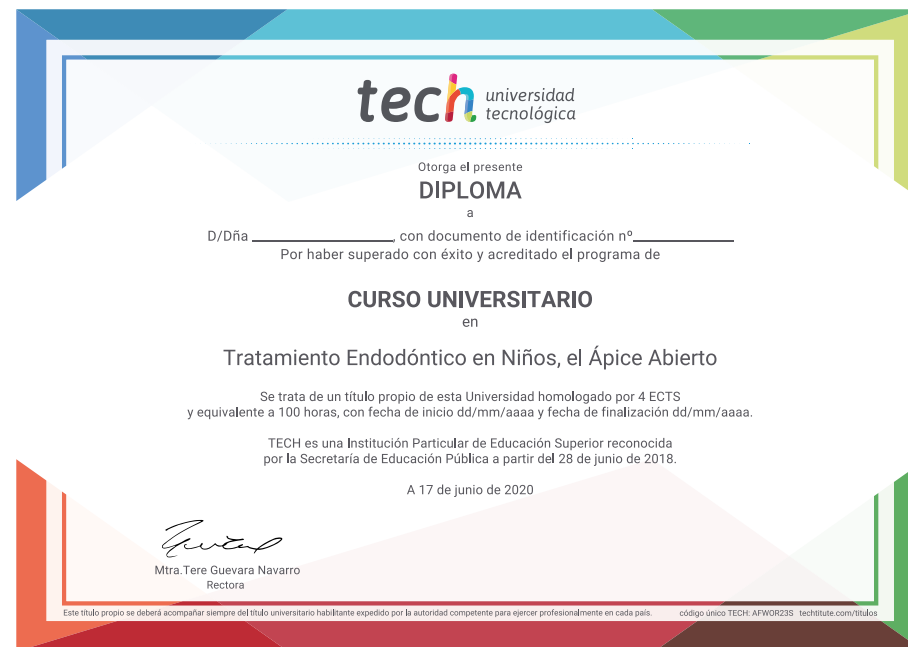 tech universidad
tecnológica
Otorga el presente
DIPLOMA
a
D/Dña ____________________, con documento de identificación nº______________
Por haber superado con éxito y acreditado el programa de
CURSO UNIVERSITARIO
en
Tratamiento Endodóntico en Niños, el Ápice Abierto
Se trata de un título propio de esta Universidad homologado por 4 ECTS
y equivalente a 100 horas, con fecha de inicio dd/mm/aaaa y fecha de finalización dd/mm/aaaa.
TECH es una Institución Particular de Educación Superior reconocida
por la Secretaría de Educación Pública a partir del 28 de junio de 2018.
A 17 de junio de 2020
Mtra.Tere Guevara Navarro
Rectora
Este título propio se deberá acompañar siempre del título universitario habilitante expedido por la autoridad competente para ejercer profesionalmente en cada país. código único TECH: AFWOR23S techtitute.com/titulos